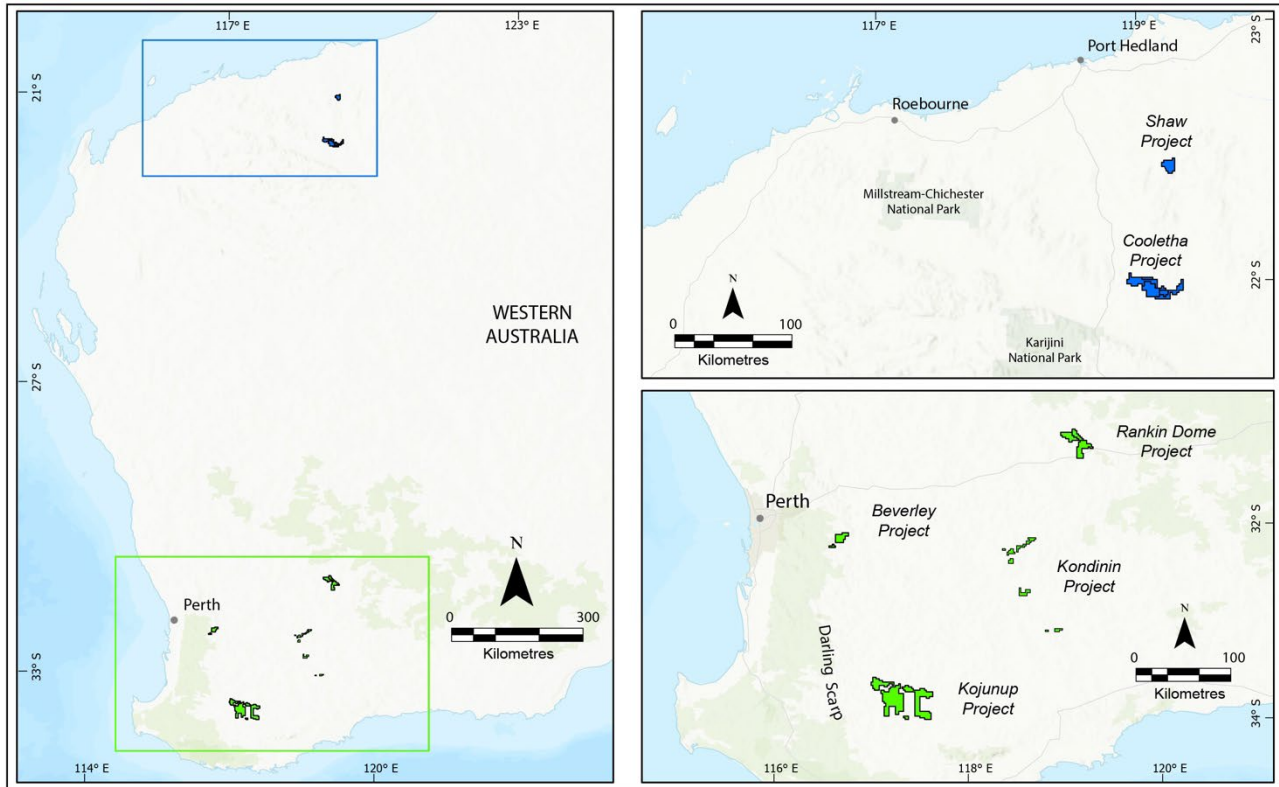 117° E
123° E
21° S
27° S
WESTERN
AUSTRALIA
N
0
300
Kilometres
Perth
33° S
114° E
120° E
117° E
119° E
23° S
Port Hedland
Roebourne
Shaw
Project
Millstream-Chichester
National Park
Cooletha
Project
22° S
N
0
100
Kilometres
Karijini
National Park
Rankin Dome
Project
Perth
Beverley
Project
32° S
Kondinin
Project
Darling Scarp
N
0
100
Kilometres
Kojunup
Project
34° S
116° E
118° E
120° E